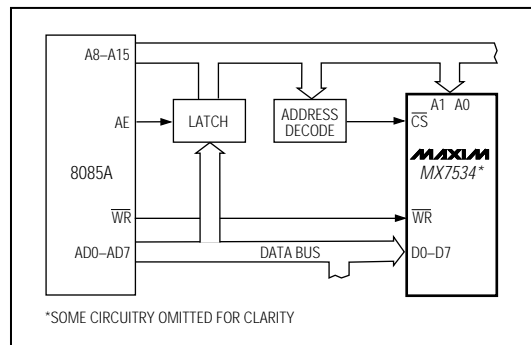 A8–A15
A1 A0
AE
LATCH
ADDRESS
DECODE
CS
MAXIM
MX7534*
8085A
WR
WR
AD0–AD7
DATA BUS
D0–D7
*SOME CIRCUITRY OMITTED FOR CLARITY